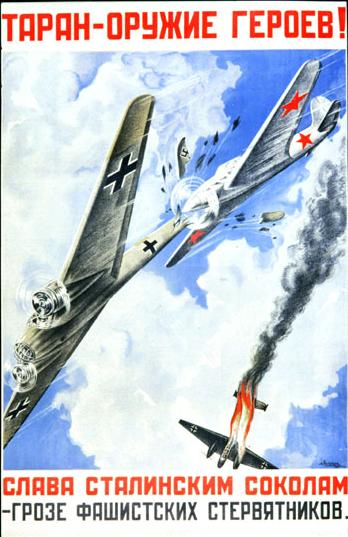 ТАРАН-ОРУЖИЕ ГЕРОЕВ!
СЛАВА СТАЛИНСКИМ СОКОЛАМ
-ГРОЗЕ ФАШИСТСКИХ СТЕРВЯТНИКОВ.